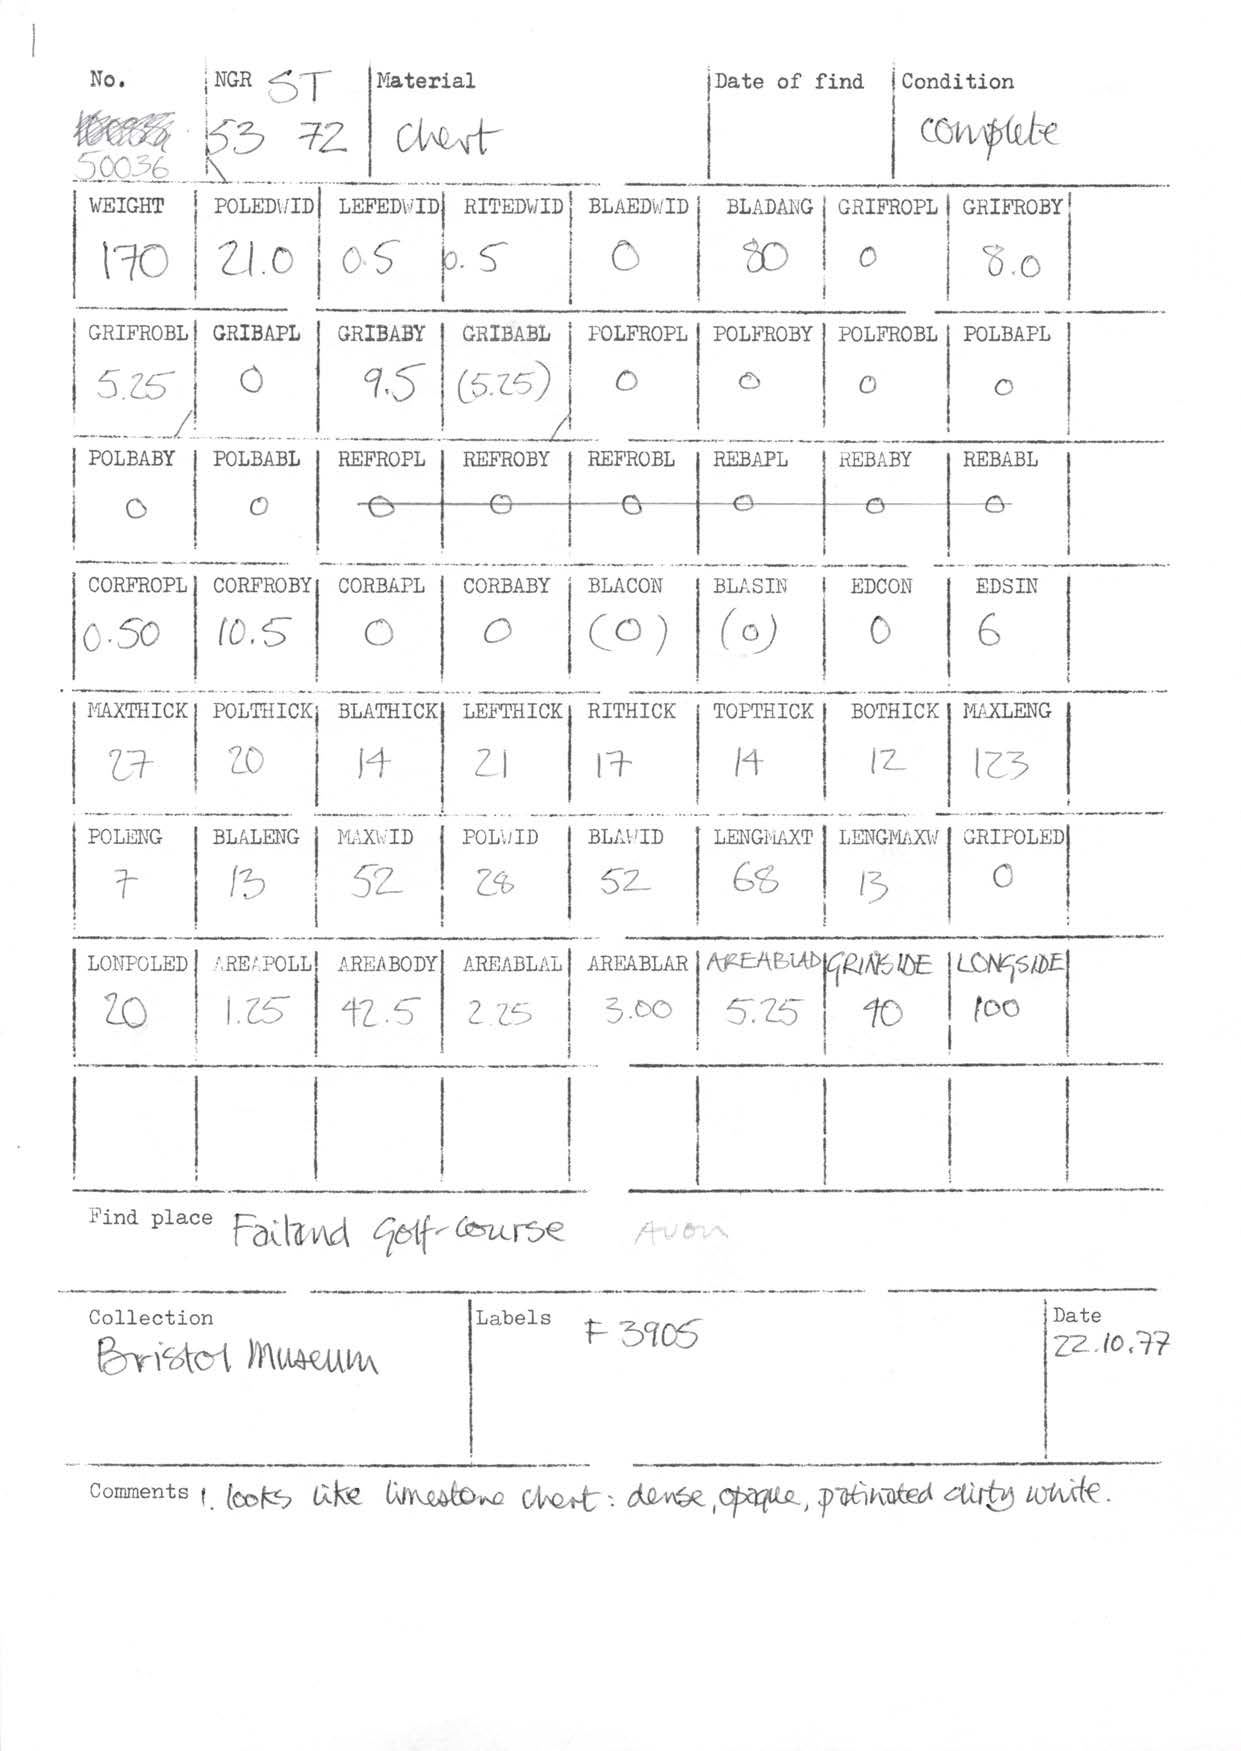 No. NGR ST Material Date of find Condition
53 72 chert complete
50036
WEIGHT POLEDWID LEFEDWID RITEDWID BLAEDWID BLADANG GRIFROPL GRIFROBY
170 21.0 0.5 0.5 0 80 0 8.0
GRIFROBL GRIBAPL GRIBABY GRIBABL POLFROPL POLFROBY POLFROBL POLBAPL
5.25 0 9.5 (5.25) 0 0 0 0
POLBABY POLBABL REFROPL REFROBY REFROBL REBAPL REBABY REBABL
0 0 0 0 0 0 0 0
CORFROPL CORFROBY CORBAPL CORBABY BLACON BLASIN EDCON EDSIN
0.50 10.5 0 0 (0) (0) 0 6
MAXTHICK POLTHICK BLATHICK LEFTHICK RITHICK TOPTHICK BOTHICK MAXLENG
27 20 14 21 17 14 12 123
POLENG BLALENG MAXWID POLWID BLAWID LENGMAXT LENGMAXW GRIPOLED
7 13 52 28 52 68 13 0
LONPOLED AREAPOLL AREABODY AREABLAL AREABLAR AREABLAD GRINSIDE LONGSIDE
20 1.25 42.5 2.25 3.00 5.25 40 100
Find place Failand Golf-course Avon
Collection Labels F 3905 Date
Bristol Museum 22.10.77
Comments 1. looks like limestone chert: dense, opaque, patinated dirty white.